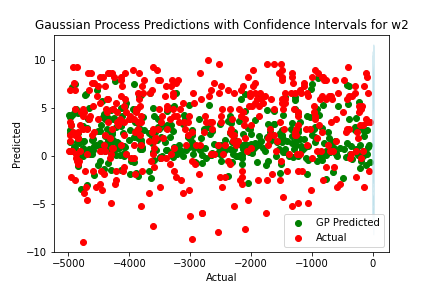 Gaussian Process Predictions with Confidence Intervals for w2
10
5
0
−5
−10
Predicted
−5000
−4000
−3000
−2000
−1000
0
Actual
GP Predicted
Actual